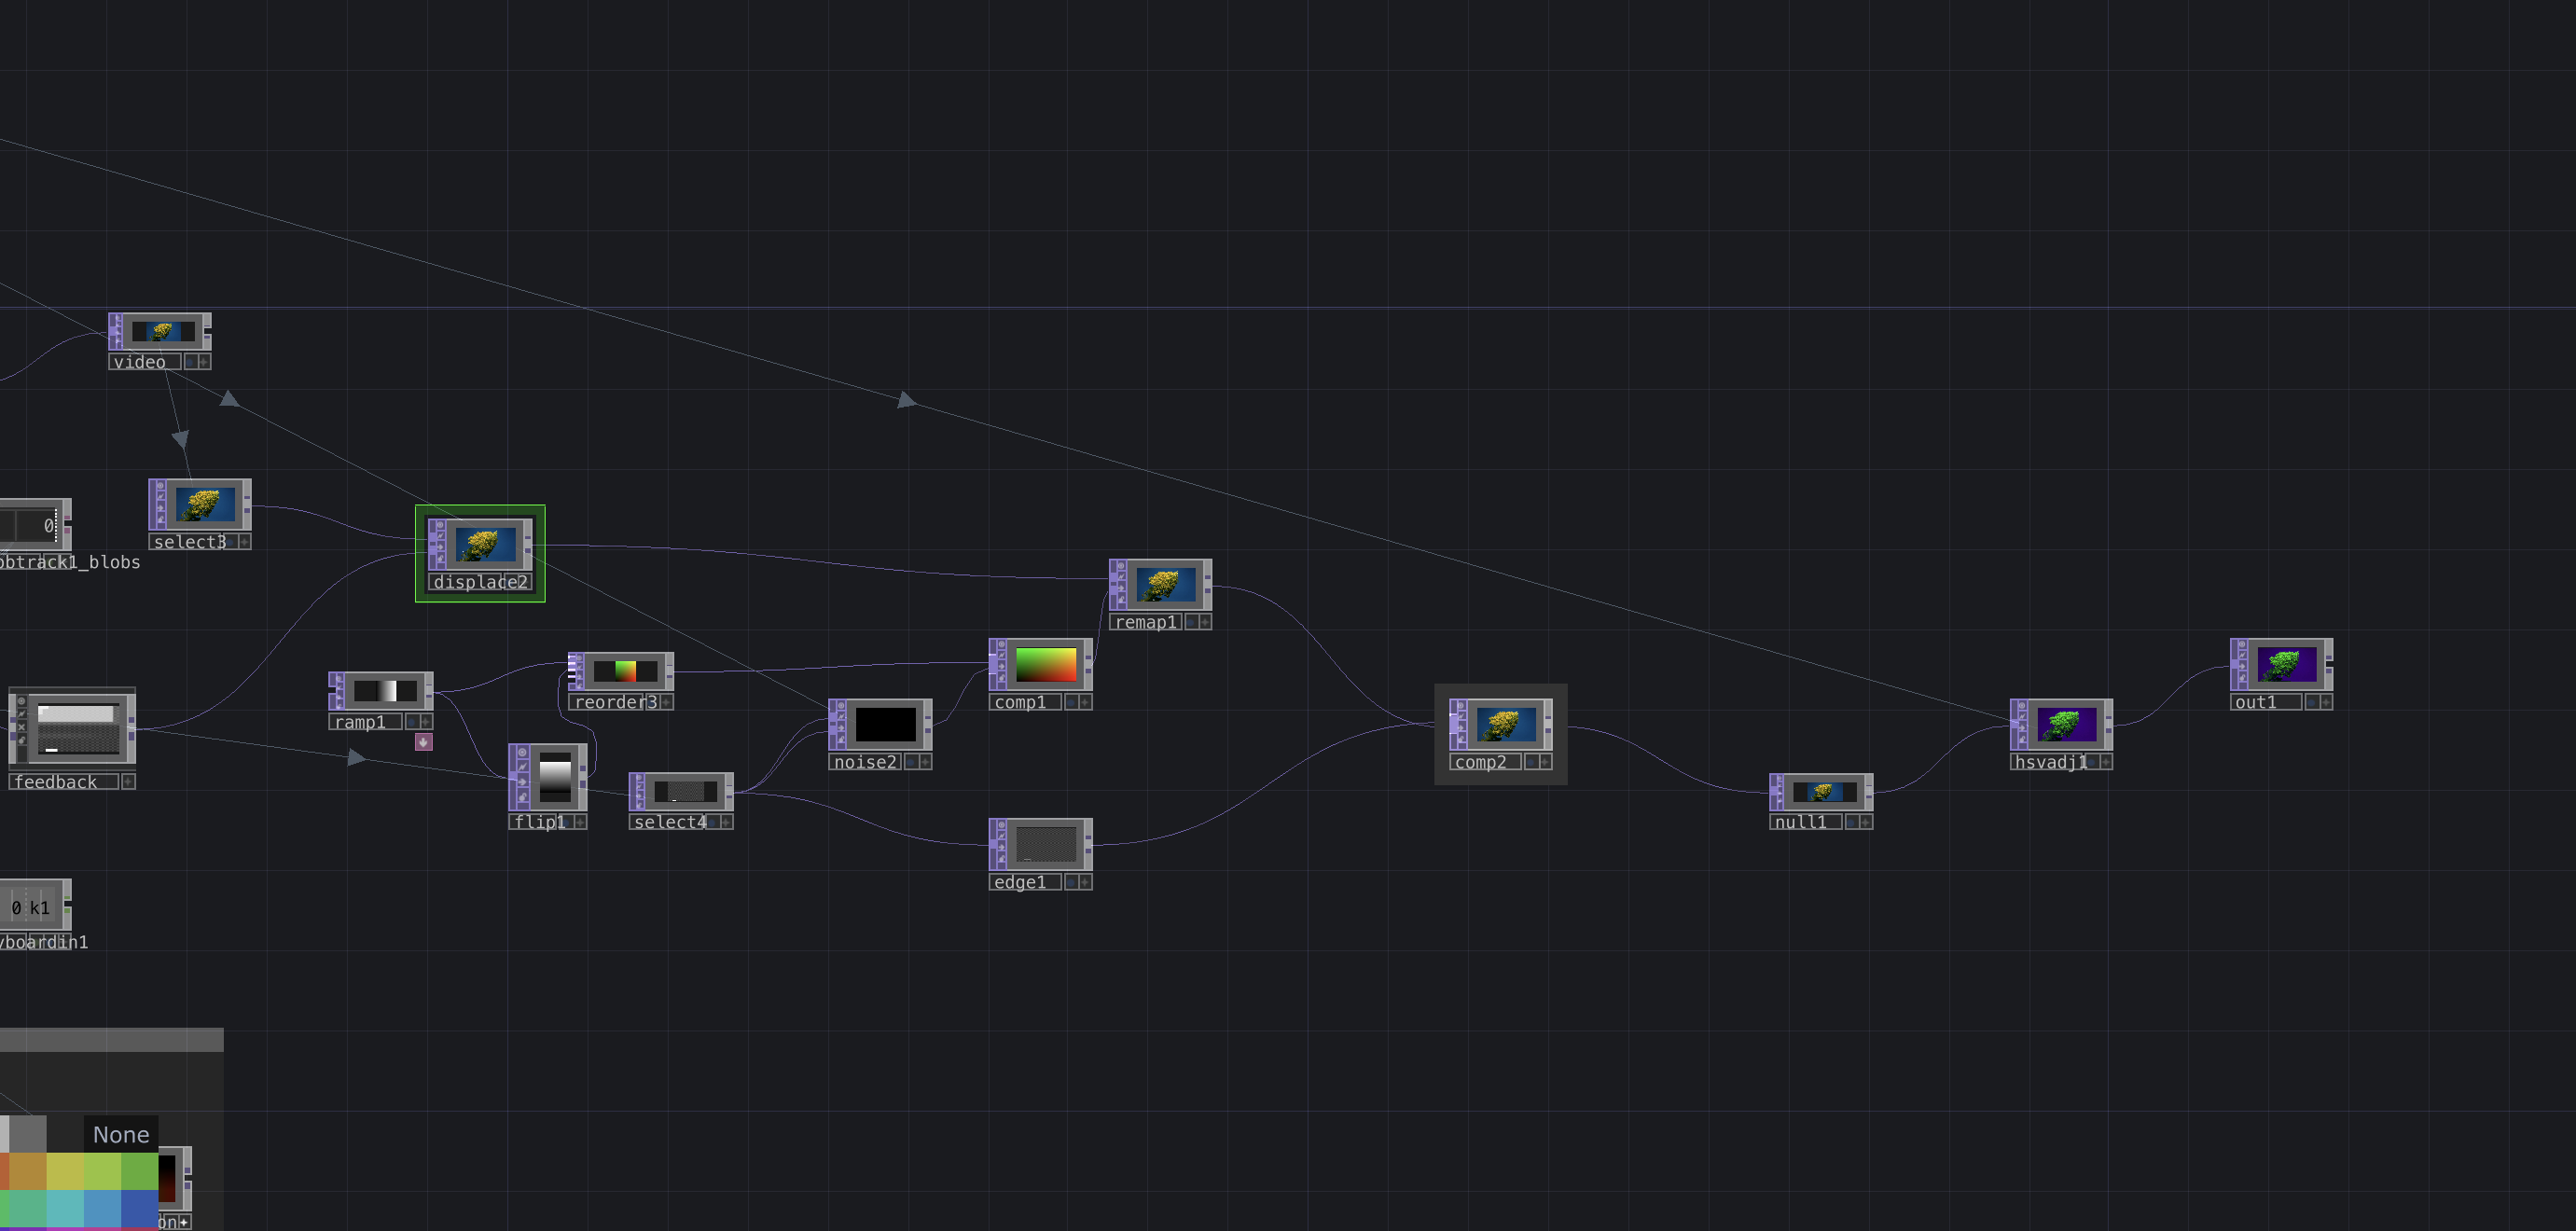 video
0
select3
obtrack1_blobs
displace2
remap1
reorder3
comp1
out1
ramp1
noise2
comp2
hsvadj1
feedback
flip1
select4
null1
edge1
0 k1
yboardin1
None
on